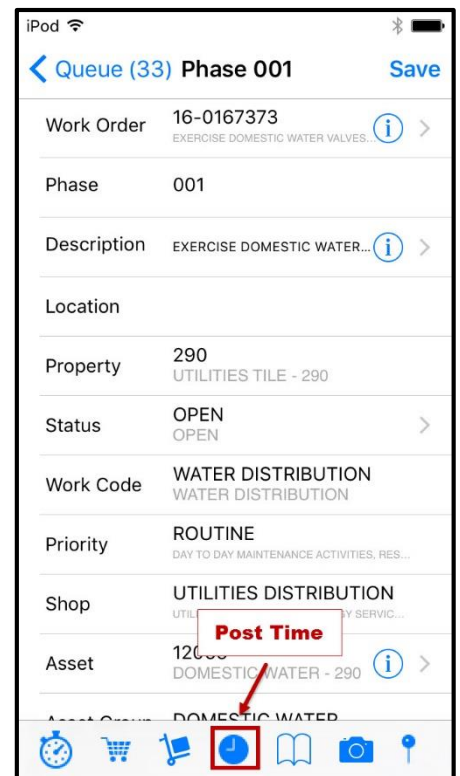 iPod
Queue (33) Phase 001 Save
Work Order 16-0167373
EXERCISE DOMESTIC WATER VALVES...
Phase 001
Description EXERCISE DOMESTIC WATER...
Location
Property 290
UTILITIES TILE - 290
Status OPEN
OPEN
Work Code WATER DISTRIBUTION
WATER DISTRIBUTION
Priority ROUTINE
DAY TO DAY MAINTENANCE ACTIVITIES, RES...
Shop UTILITIES DISTRIBUTION
Post Time
Asset
DOMESTIC WATER - 290
Asset Group DOMESTIC WATER